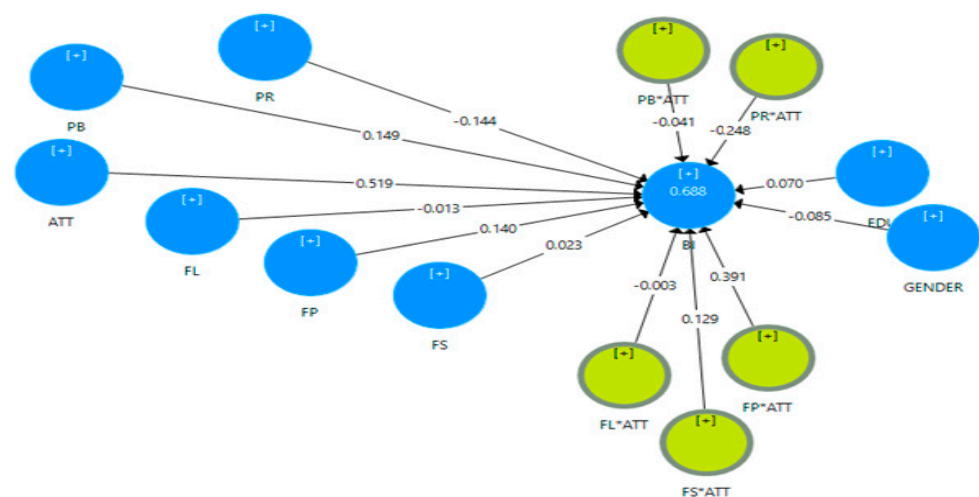 [+]
PR
[+]
PB
[+]
ATT
[+]
FL
[+]
FP
[+]
FS
-0.144
0.149
0.519
-0.013
0.140
0.023
[+]
PB*ATT
[+]
PR*ATT
-0.041
-0.248
[+]
0.688
BI
0.070
-0.085
[+]
EDU
[+]
GENDER
-0.003
0.129
0.391
[+]
FL*ATT
[+]
FS*ATT
[+]
FP*ATT